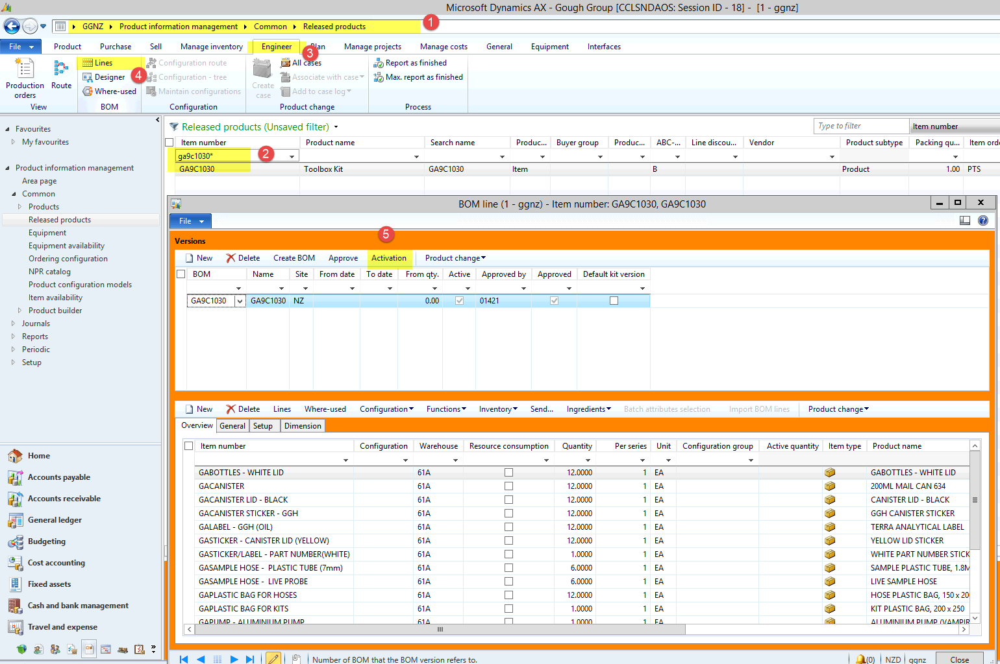 Microsoft Dynamics AX - Gough Group [CCLSNDAOS: Session ID - 18] - [1 - ggnz]
GGNZ Product information management Common Released products 1
File Product Purchase Sell Manage inventory Engineer Plan Manage projects Manage costs General Equipment Interfaces
3
Production orders
Route
Lines
Designer
Where-used
4
Configuration route
Configuration - tree
Maintain configurations
Create case
All cases
Associate with case
Add to case log
Report as finished
Max. report as finished
View BOM Configuration Product change Process
Favourites
My favourites
Product information management
Area page
Common
Products
Released products
Equipment
Equipment availability
Ordering configuration
NPR catalog
Product configuration models
Item availability
Product builder
Journals
Reports
Periodic
Setup
Home
Accounts payable
Accounts receivable
General ledger
Budgeting
Cost accounting
Fixed assets
Cash and bank management
Travel and expense
Released products (Unsaved filter) Type to filter Item number
Item number Product name Search name Produc... Buyer group Produc... ABC-... Line discou... Vendor Product subtype Packing qu... Item orde
ga9c1030* 2
GA9C1030 Toolbox Kit GA9C1030 Item B Product 1.00 PTS
BOM line (1 - ggnz) - Item number: GA9C1030, GA9C1030
File
5
Versions
New Delete Create BOM Approve Activation Product change
BOM Name Site From date To date From qty. Active Approved by Approved Default kit version
GA9C1030 GA9C1030 NZ 0.00 01421
New Delete Lines Where-used Configuration Functions Inventory Send... Ingredients Batch attributes selection Import BOM lines Product change
Overview General Setup Dimension
Item number Configuration Warehouse Resource consumption Quantity Per series Unit Configuration group Active quantity Item type Product name
GABOTTLES - WHITE LID 61A 12.0000 1 EA GABOTTLES - WHITE LID
GACANISTER 61A 12.0000 1 EA 200ML MAIL CAN 634
GACANISTER LID - BLACK 61A 12.0000 1 EA CANISTER LID - BLACK
GACANISTER STICKER - GGH 61A 12.0000 1 EA GGH CANISTER STICKER
GALABEL - GGH (OIL) 61A 12.0000 1 EA TERRA ANALYTICAL LABEL
GASTICKER - CANISTER LID (YELLOW) 61A 12.0000 1 EA YELLOW LID STICKER
GASTICKER/LABEL - PART NUMBER(WHITE) 61A 1.0000 1 EA WHITE PART NUMBER STICK
GASAMPLE HOSE - PLASTIC TUBE (7mm) 61A 6.0000 1 EA SAMPLE PLASTIC TUBE, 1.8M
GASAMPLE HOSE - LIVE PROBE 61A 6.0000 1 EA LIVE SAMPLE HOSE
GAPLASTIC BAG FOR HOSES 61A 12.0000 1 EA HOSE PLASTIC BAG, 150 x 20
GAPLASTIC BAG FOR KITS 61A 1.0000 1 EA KIT PLASTIC BAG, 200 x 250
GAPUMP - ALUMINIUM PUMP 61A 1.0000 1 EA ALUMINIUM PUMP (VAMPIR
Number of BOM that the BOM version refers to. (0) NZD ggnz Close